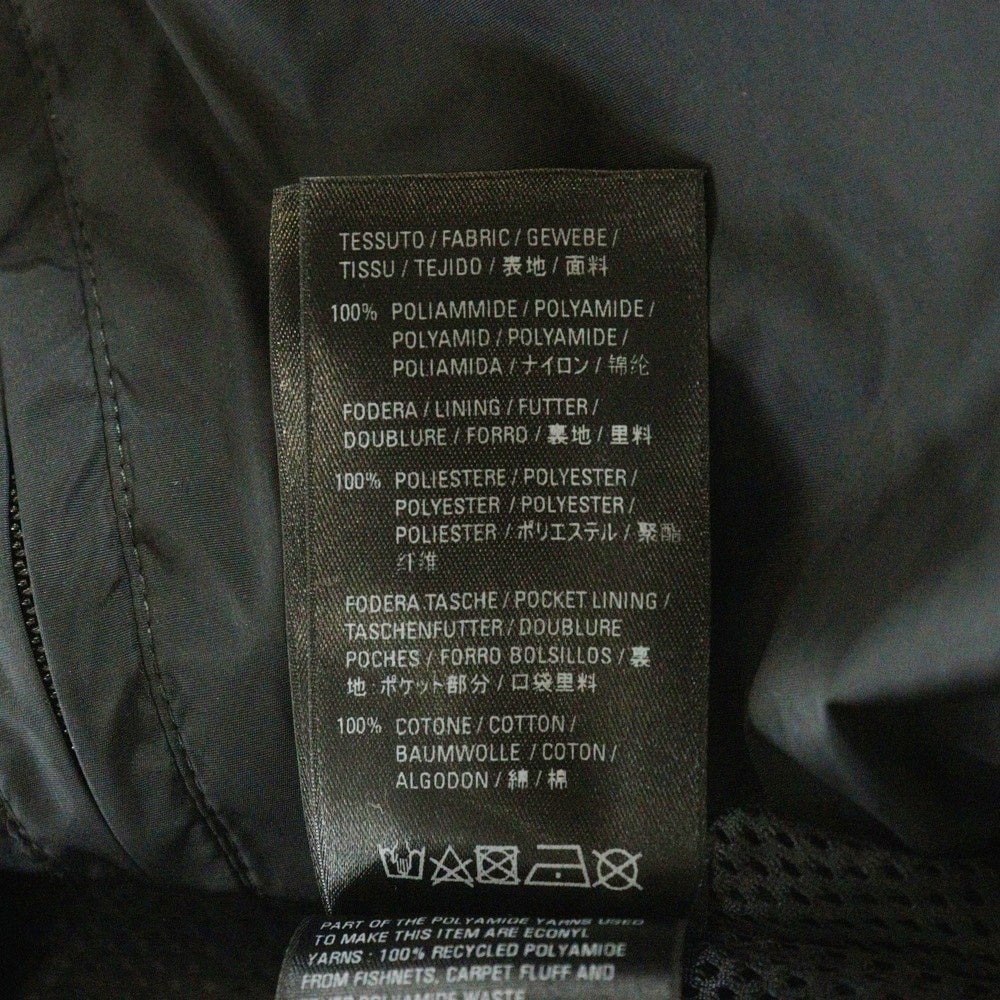 TESSUTO / FABRIC / GEWEBE /
TISSU / TEJIDO / 表地 / 面料
100% POLIAMMIDE / POLYAMIDE /
POLYAMID / POLYAMIDE /
POLIAMIDA / ナイロン / 锦纶
FODERA / LINING / FUTTER /
DOUBLURE / FORRO / 裏地 / 里料
100% POLIESTERE / POLYESTER /
POLYESTER / POLYESTER /
POLIESTER / ポリエステル / 聚酯
纤维
FODERA TASCHE / POCKET LINING /
TASCHENFUTTER / DOUBLURE
POCHES / FORRO BOLSILLOS / 裏
地:ポケット部分 / 口袋里料
100% COTONE / COTTON /
BAUMWOLLE / COTON /
ALGODON / 綿 / 棉
PART OF THE POLYAMIDE YARNS USED
TO MAKE THIS ITEM ARE ECONYL
YARNS : 100% RECYCLED POLYAMIDE
FROM FISHNETS, CARPET FLUFF AND
POLYAMIDE WASTE